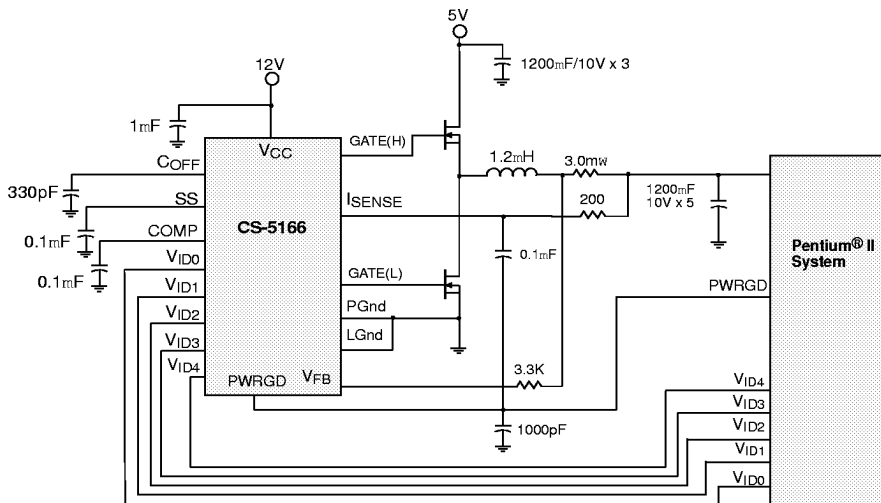 5V
1200mF/10V x 3
12V
1mF
VCC
GATE(H)
COFF
330pF
SS
0.1mF
COMP
0.1mF
VID0
VID1
VID2
VID3
VID4
CS-5166
ISENSE
GATE(L)
PGnd
LGnd
PWRGD
VFB
1.2mH
3.0mw
200
0.1mF
1200mF
10V x 5
3.3K
1000pF
Pentium® II
System
PWRGD
VID4
VID3
VID2
VID1
VID0